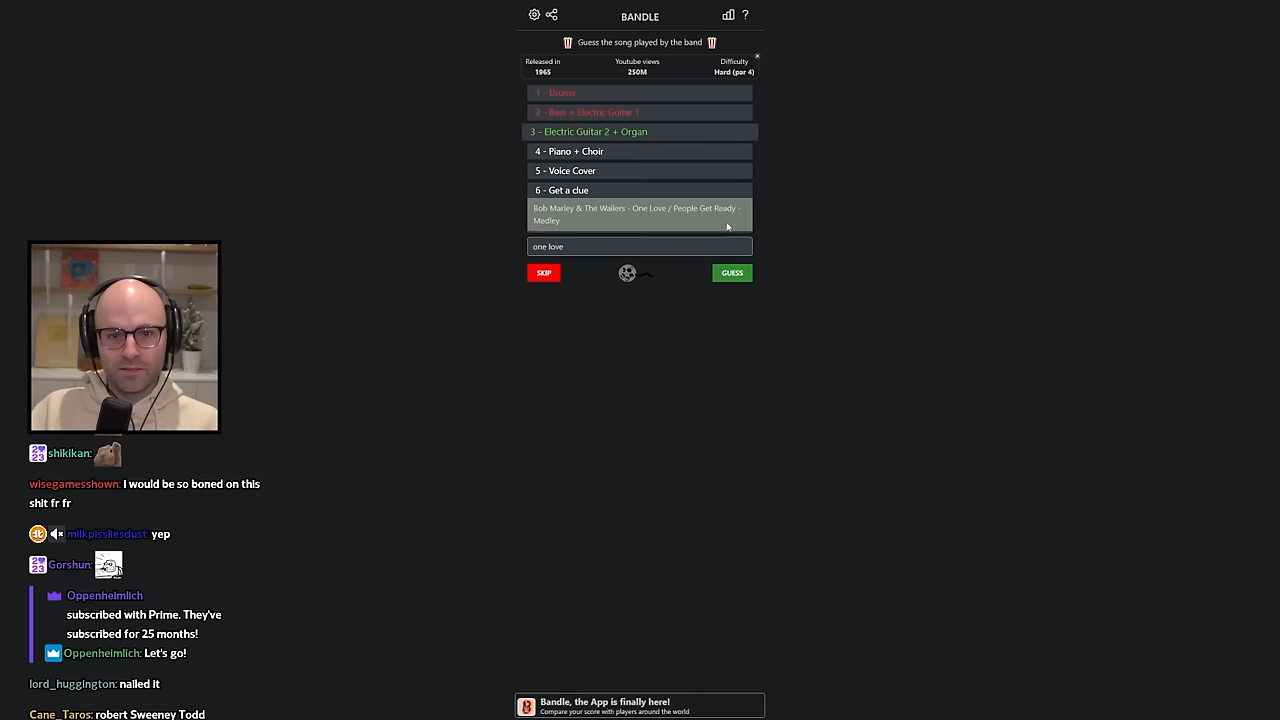 BANDLE
?
Guess the song played by the band
Released in
1965
Youtube views
250M
Difficulty
Hard (par 4)
1 - Drums
2 - Bass + Electric Guitar 1
3 - Electric Guitar 2 + Organ
4 - Piano + Choir
5 - Voice Cover
6 - Get a clue
Bob Marley & The Wailers - One Love / People Get Ready -
Medley
one love
SKIP
GUESS
shikikan:
wisegamesshown: I would be so boned on this
shit fr fr
milkpissliesdust: yep
Gorshun:
Oppenheimlich
subscribed with Prime. They've
subscribed for 25 months!
Oppenheimlich: Let's go!
lord_huggington: nailed it
Cane_Taros: robert Sweeney Todd
Bandle, the App is finally here!
Compare your score with players around the world